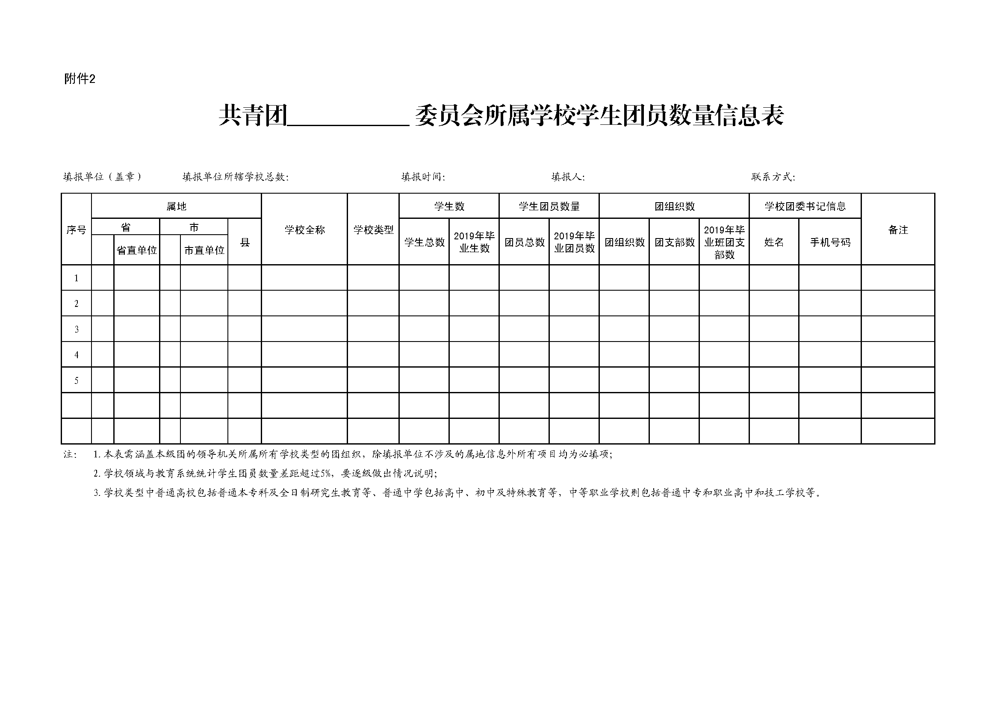 附件2
共青团___________ 委员会所属学校学生团员数量信息表
填报单位（盖章） 填报单位所辖学校总数： 填报时间： 填报人： 联系方式：
序号 属地 学校全称 学校类型 学生数 学生团员数量 团组织数 学校团委书记信息 备注
省 市 县 学生总数 2019年毕业生数 团员总数 2019年毕业团员数 团组织数 团支部数 2019年毕业班团支部数 姓名 手机号码
省直单位 市直单位
1
2
3
4
5
注： 1.本表需涵盖本级团的领导机关所属所有学校类型的团组织，除填报单位不涉及的属地信息外所有项目均为必填项；
2.学校领域与教育系统统计学生团员数量差距超过5%，要逐级做出情况说明；
3.学校类型中普通高校包括普通本专科及全日制研究生教育等、普通中学包括高中、初中及特殊教育等，中等职业学校则包括普通中专和职业高中和技工学校等。